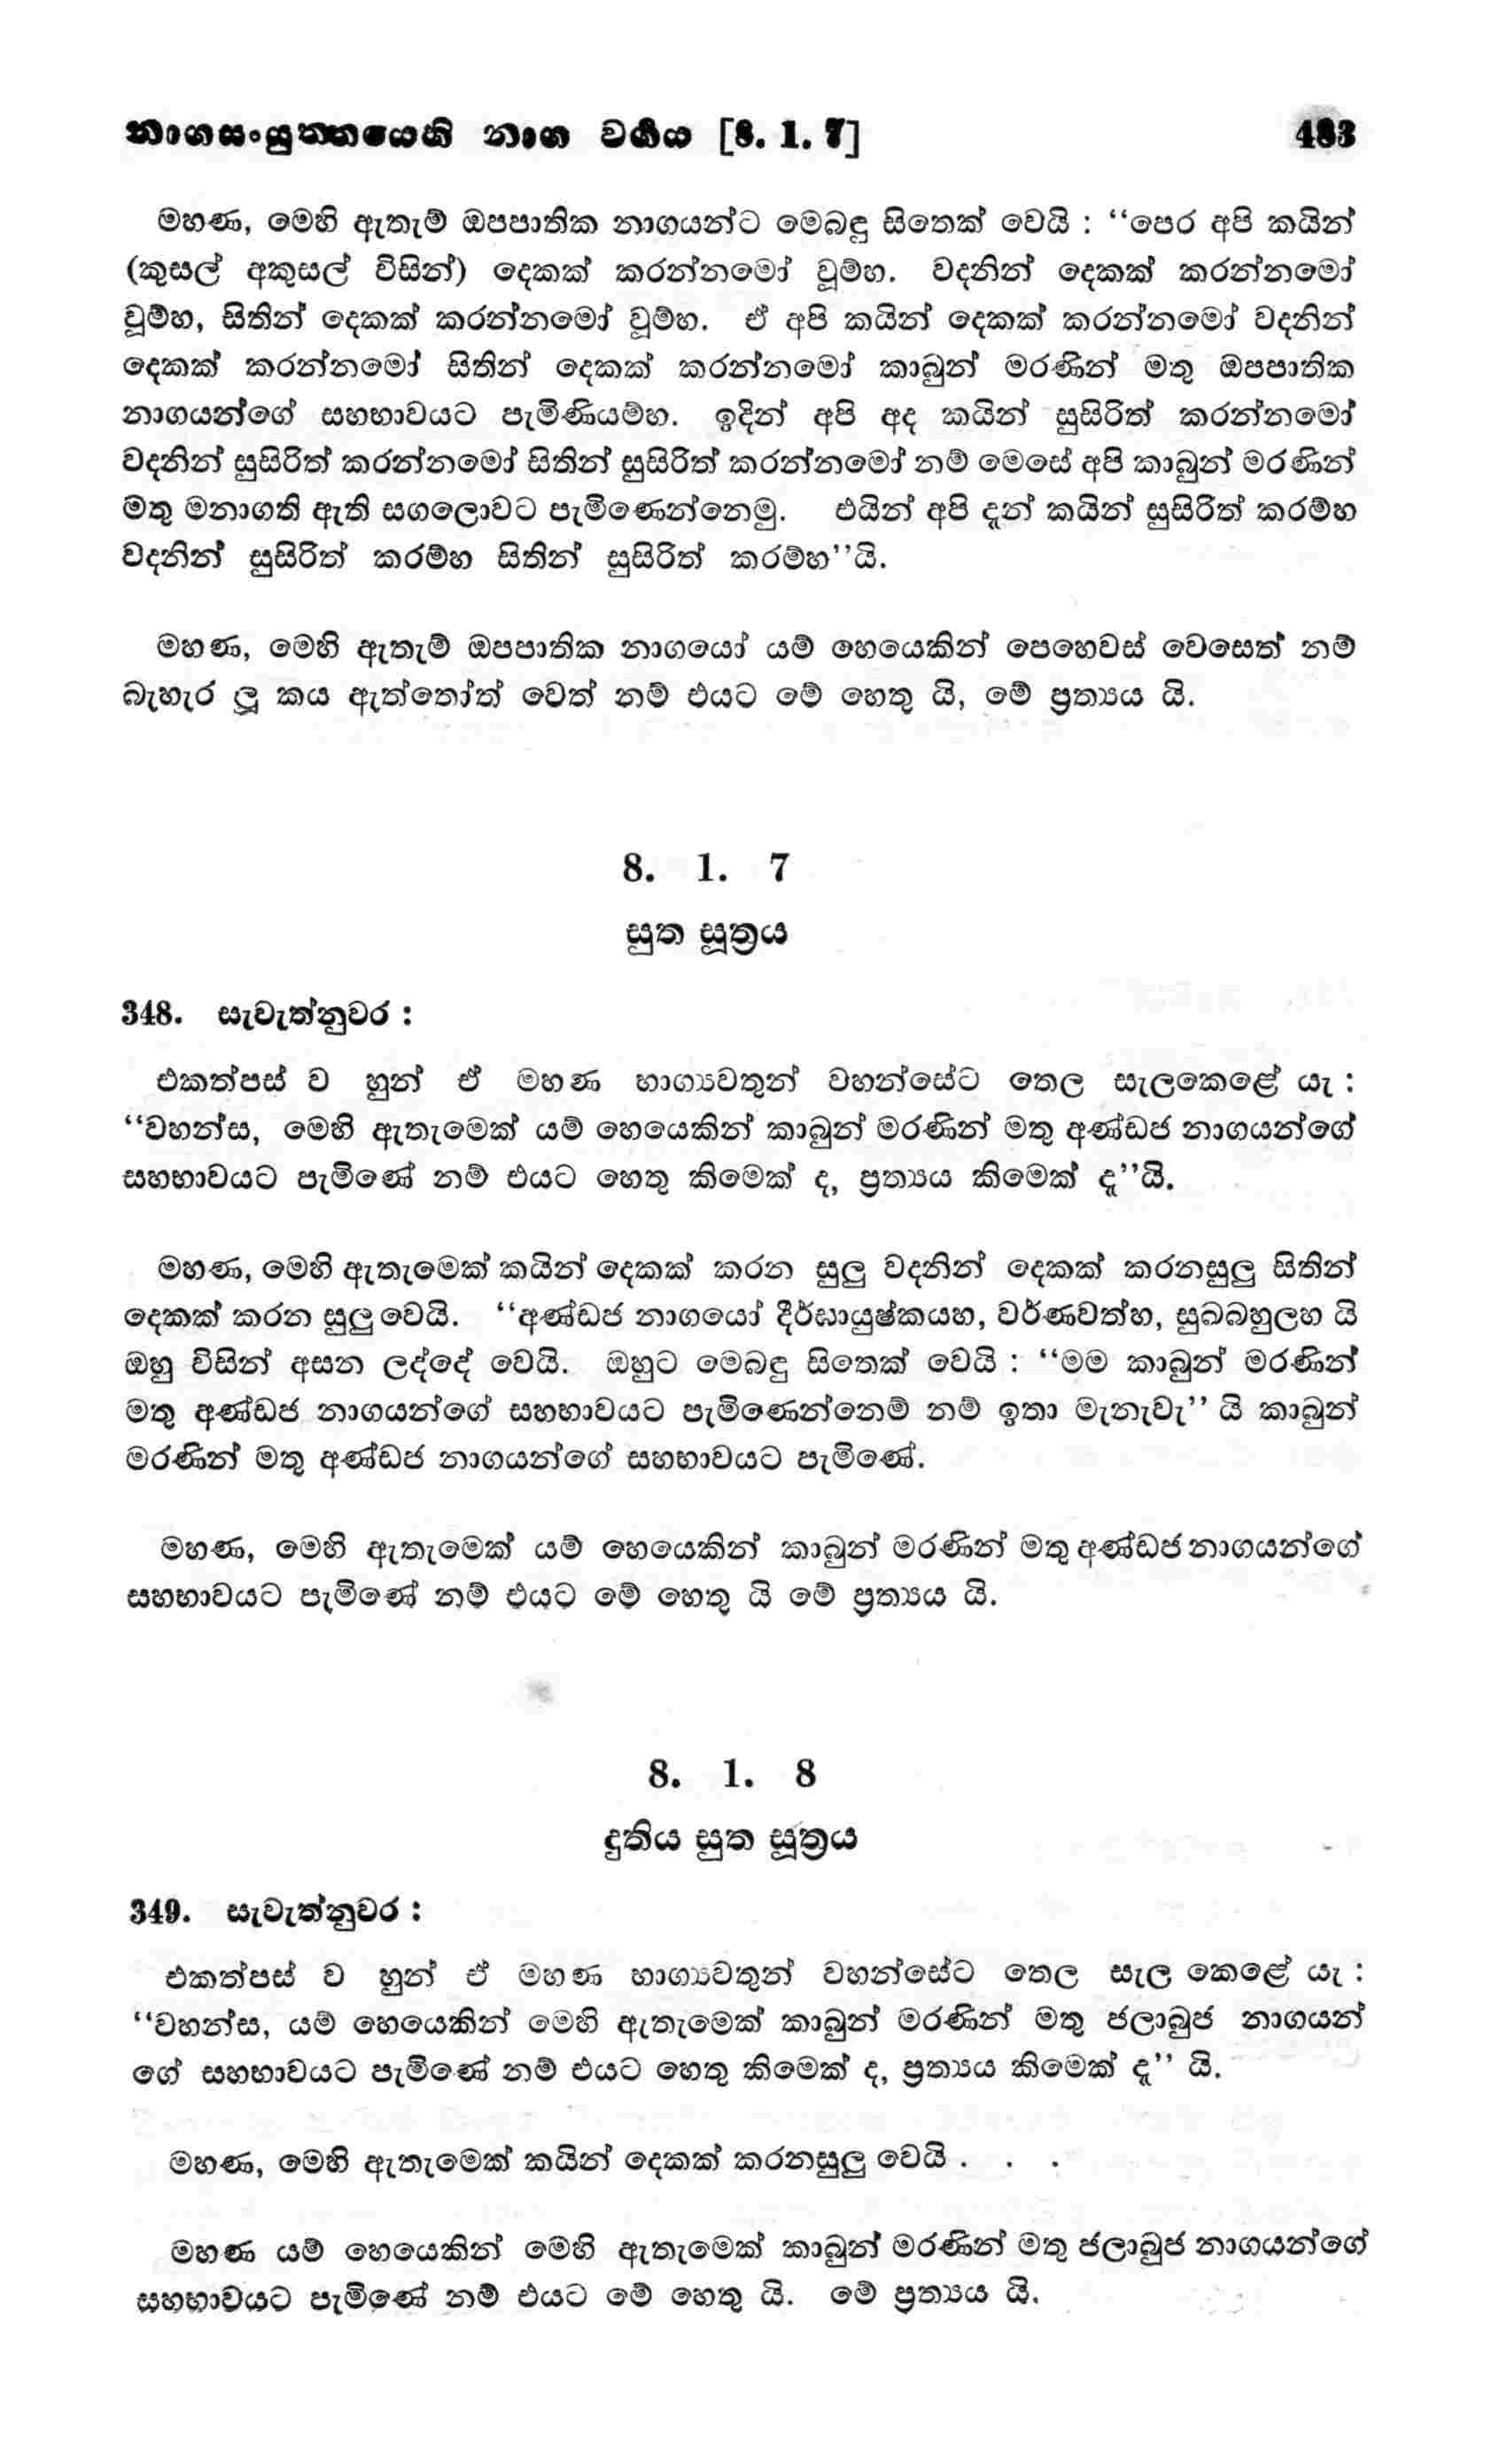 නාගසංයුත්තයෙහි නාග වර්‍ගය [8. 1. 7] 483
මහණ, මෙහි ඇතැම් ඔපපාතික නාගයන්ට මෙබඳු සිතෙක් වෙයි : “පෙර අපි කයින්
(කුසල් අකුසල් විසින්) දෙකක් කරන්නමෝ වූම්හ. වදනින් දෙකක් කරන්නමෝ
වූම්හ, සිතින් දෙකක් කරන්නමෝ වූම්හ. ඒ අපි කයින් දෙකක් කරන්නමෝ වදනින්
දෙකක් කරන්නමෝ සිතින් දෙකක් කරන්නමෝ කාබුන් මරණින් මතු ඔපපාතික
නාගයන්ගේ සහභාවයට පැමිණියම්හ. ඉදින් අපි අද කයින් සුසිරිත් කරන්නමෝ
වදනින් සුසිරිත් කරන්නමෝ සිතින් සුසිරිත් කරන්නමෝ නම් මෙසේ අපි කාබුන් මරණින්
මතු මනාගති ඇති සගලොවට පැමිණෙන්නෙමු. එයින් අපි දැන් කයින් සුසිරිත් කරම්හ
වදනින් සුසිරිත් කරම්හ සිතින් සුසිරිත් කරම්හ”යි.
මහණ, මෙහි ඇතැම් ඔපපාතික නාගයෝ යම් හෙයෙකින් පෙහෙවස් වෙසෙත් නම්
බැහැර ලූ කය ඇත්තෝත් වෙත් නම් එයට මේ හෙතු යි, මේ ප්‍රත්‍යය යි.
8. 1. 7
සුත සූත්‍රය
348. සැවැත්නුවර :
එකත්පස් ව හුන් ඒ මහණ භාග්‍යවතුන් වහන්සේට තෙල සැලකෙළේ යැ :
“වහන්ස, මෙහි ඇතැමෙක් යම් හෙයෙකින් කාබුන් මරණින් මතු අණ්ඩජ නාගයන්ගේ
සහභාවයට පැමිණේ නම් එයට හෙතු කිමෙක් ද, ප්‍රත්‍යය කිමෙක් දැ”යි.
මහණ, මෙහි ඇතැමෙක් කයින් දෙකක් කරන සුලු වදනින් දෙකක් කරනසුලු සිතින්
දෙකක් කරන සුලු වෙයි. “අණ්ඩජ නාගයෝ දීර්ඝායුෂ්කයහ, වර්ණවත්හ, සුඛබහුලහ යි
ඔහු විසින් අසන ලද්දේ වෙයි. ඔහුට මෙබඳු සිතෙක් වෙයි : “මම කාබුන් මරණින්
මතු අණ්ඩජ නාගයන්ගේ සහභාවයට පැමිණෙන්නෙම් නම් ඉතා මැනැවැ” යි කාබුන්
මරණින් මතු අණ්ඩජ නාගයන්ගේ සහභාවයට පැමිණේ.
මහණ, මෙහි ඇතැමෙක් යම් හෙයෙකින් කාබුන් මරණින් මතු අණ්ඩජ නාගයන්ගේ
සහභාවයට පැමිණේ නම් එයට මේ හෙතු යි මේ ප්‍රත්‍යය යි.
8. 1. 8
දුතිය සුත සූත්‍රය
349. සැවැත්නුවර :
එකත්පස් ව හුන් ඒ මහණ භාග්‍යවතුන් වහන්සේට තෙල සැල කෙළේ යැ :
“වහන්ස, යම් හෙයෙකින් මෙහි ඇතැමෙක් කාබුන් මරණින් මතු ජලාබුජ නාගයන්
ගේ සහභාවයට පැමිණේ නම් එයට හෙතු කිමෙක් ද, ප්‍රත්‍යය කිමෙක් දැ” යි.
මහණ, මෙහි ඇතැමෙක් කයින් දෙකක් කරනසුලු වෙයි . . .
මහණ යම් හෙයෙකින් මෙහි ඇතැමෙක් කාබුන් මරණින් මතු ජලාබුජ නාගයන්ගේ
සහභාවයට පැමිණේ නම් එයට මේ හෙතු යි. මේ ප්‍රත්‍යය යි.